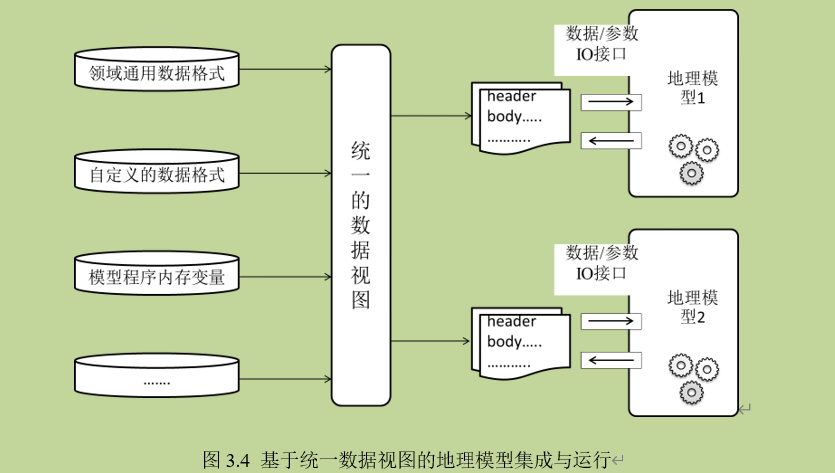 领域通用数据格式
自定义的数据格式
模型程序内存变量
…….
统一的数据视图
header
body…..
………..
数据/参数
IO接口
地理模
型1
header
body…..
………..
数据/参数
IO接口
地理模
型2
图 3.4 基于统一数据视图的地理模型集成与运行